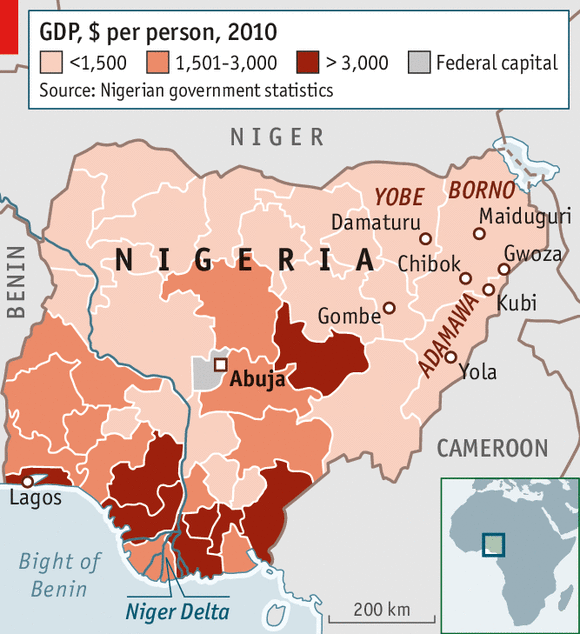 GDP, $ per person, 2010
<1,500
1,501-3,000
> 3,000
Federal capital
Source: Nigerian government statistics
NIGER
YOBE
BORNO
Damaturu
Maiduguri
NIGERIA
Gwoza
Chibok
BENIN
Kubi
Gombe
ADAMAWA
Abuja
Yola
CAMEROON
Lagos
Bight of
Benin
Niger Delta
200 km